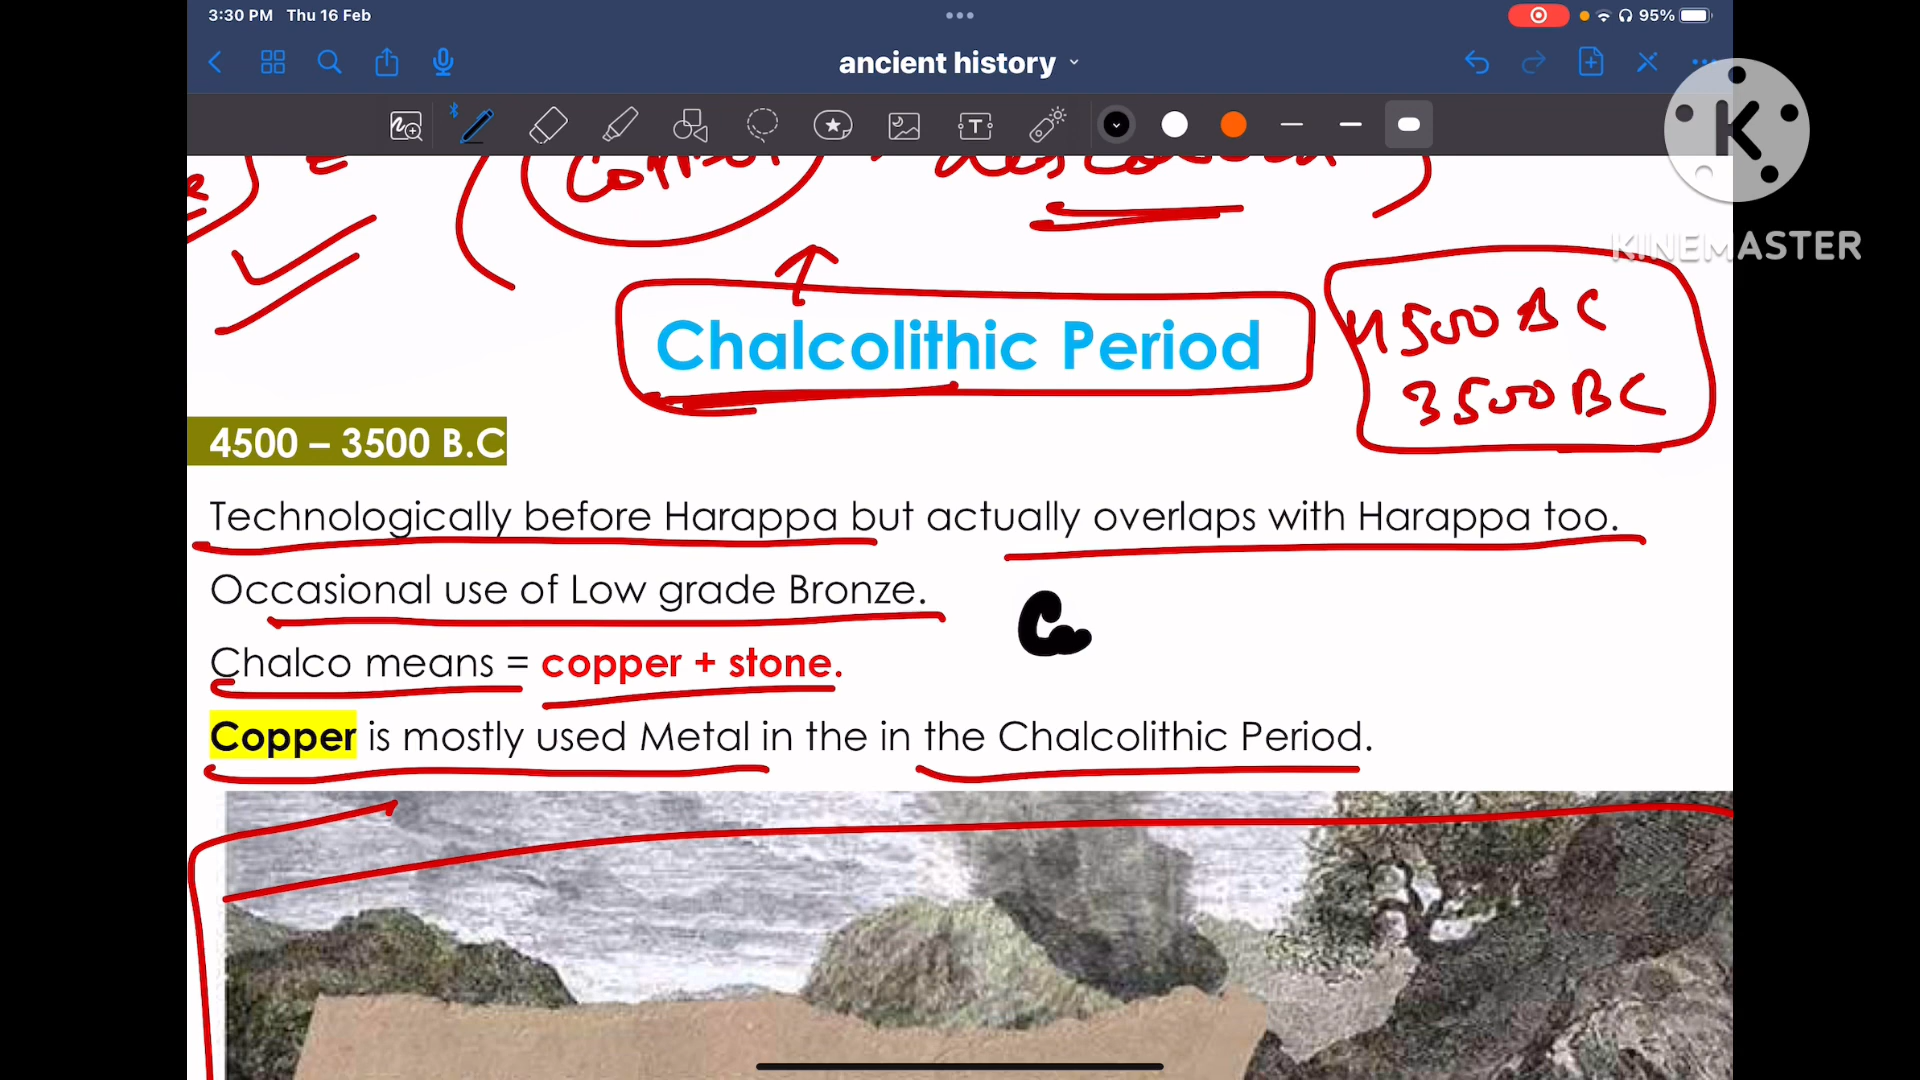 3:30 PM Thu 16 Feb
95%
ancient history
T
K
KINEMASTER
Copper
4500 BC
3500 BC
Chalcolithic Period
4500 – 3500 B.C
Technologically before Harappa but actually overlaps with Harappa too.
Occasional use of Low grade Bronze.
Chalco means = copper + stone.
Copper is mostly used Metal in the in the Chalcolithic Period.